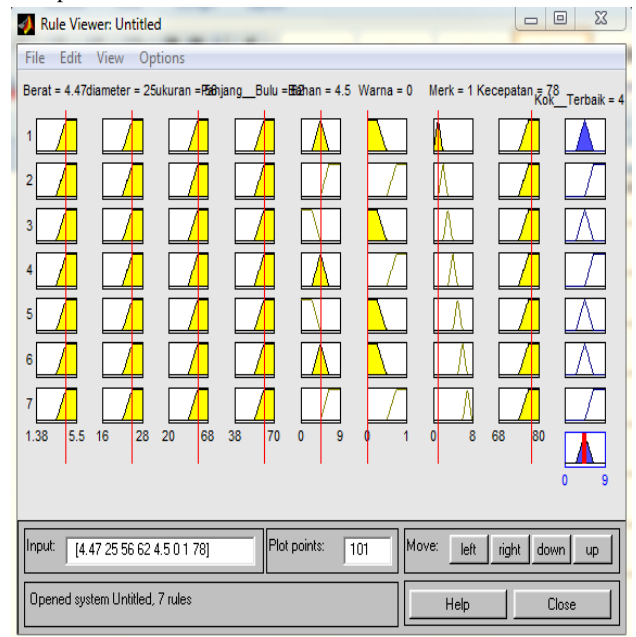 Rule Viewer: Untitled
File Edit View Options
Berat = 4.47 diameter = 25 ukuran = 56 Panjang__Bulu = 62 Bahan = 4.5 Warna = 0 Merk = 1 Kecepatan = 78
Kok__Terbaik = 4
1
2
3
4
5
6
7
1.38 5.5 16 28 20 68 38 70 0 9 0 1 0 8 68 80
0 9
Input: [4.47 25 56 62 4.5 0 1 78] Plot points: 101 Move: left right down up
Opened system Untitled, 7 rules Help Close